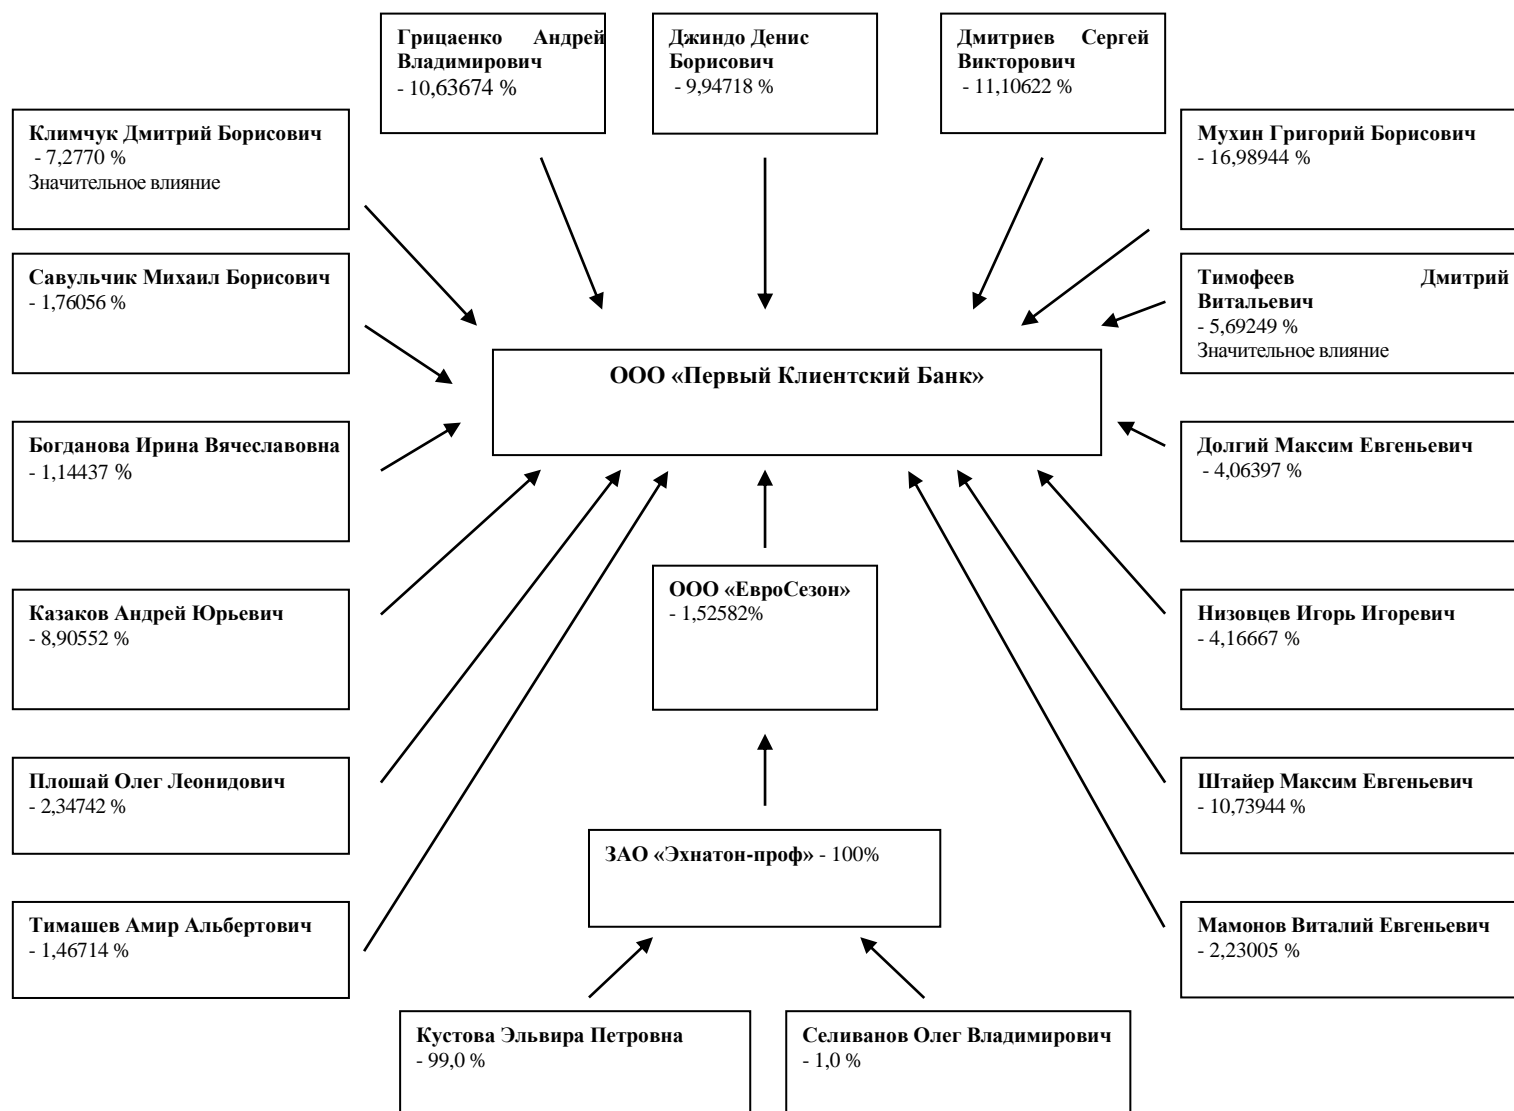 Грицаенко Андрей
Владимирович
- 10,63674 %
Джиндо Денис
Борисович
- 9,94718 %
Дмитриев Сергей
Викторович
- 11,10622 %
Климчук Дмитрий Борисович
- 7,2770 %
Значительное влияние
Мухин Григорий Борисович
- 16,98944 %
Савульчик Михаил Борисович
- 1,76056 %
Тимофеев Дмитрий
Витальевич
- 5,69249 %
Значительное влияние
ООО «Первый Клиентский Банк»
Богданова Ирина Вячеславовна
- 1,14437 %
Долгий Максим Евгеньевич
- 4,06397 %
ООО «ЕвроСезон»
- 1,52582%
Казаков Андрей Юрьевич
- 8,90552 %
Низовцев Игорь Игоревич
- 4,16667 %
Плошай Олег Леонидович
- 2,34742 %
Штайер Максим Евгеньевич
- 10,73944 %
ЗАО «Эхнатон-проф» - 100%
Тимашев Амир Альбертович
- 1,46714 %
Мамонов Виталий Евгеньевич
- 2,23005 %
Кустова Эльвира Петровна
- 99,0 %
Селиванов Олег Владимирович
- 1,0 %